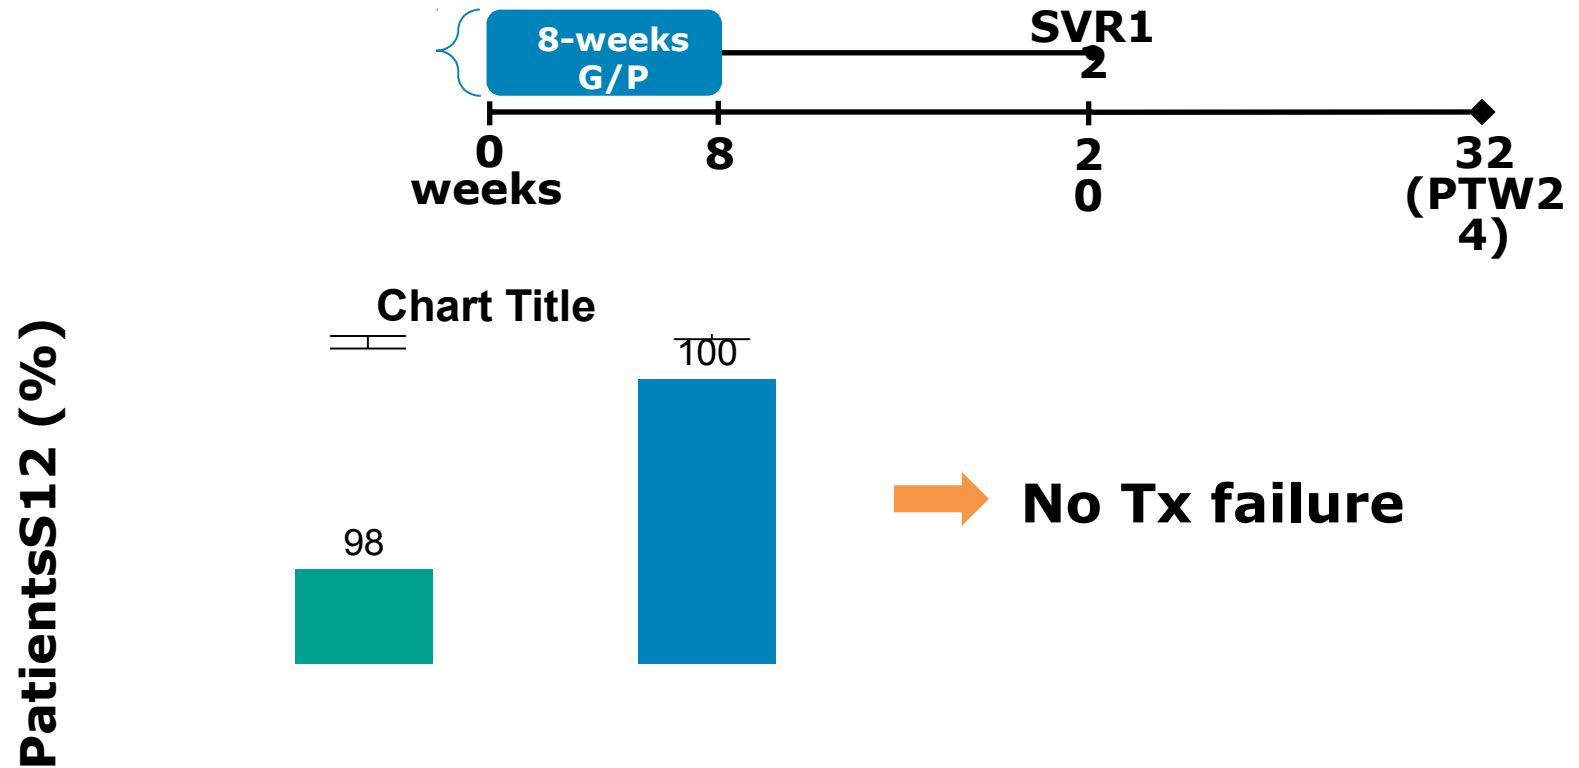 8-weeks
G/P
SVR1
2
0
weeks
8
2
0
32
(PTW2
4)
Chart Title
PatientsS12 (%)
98
100
No Tx failure